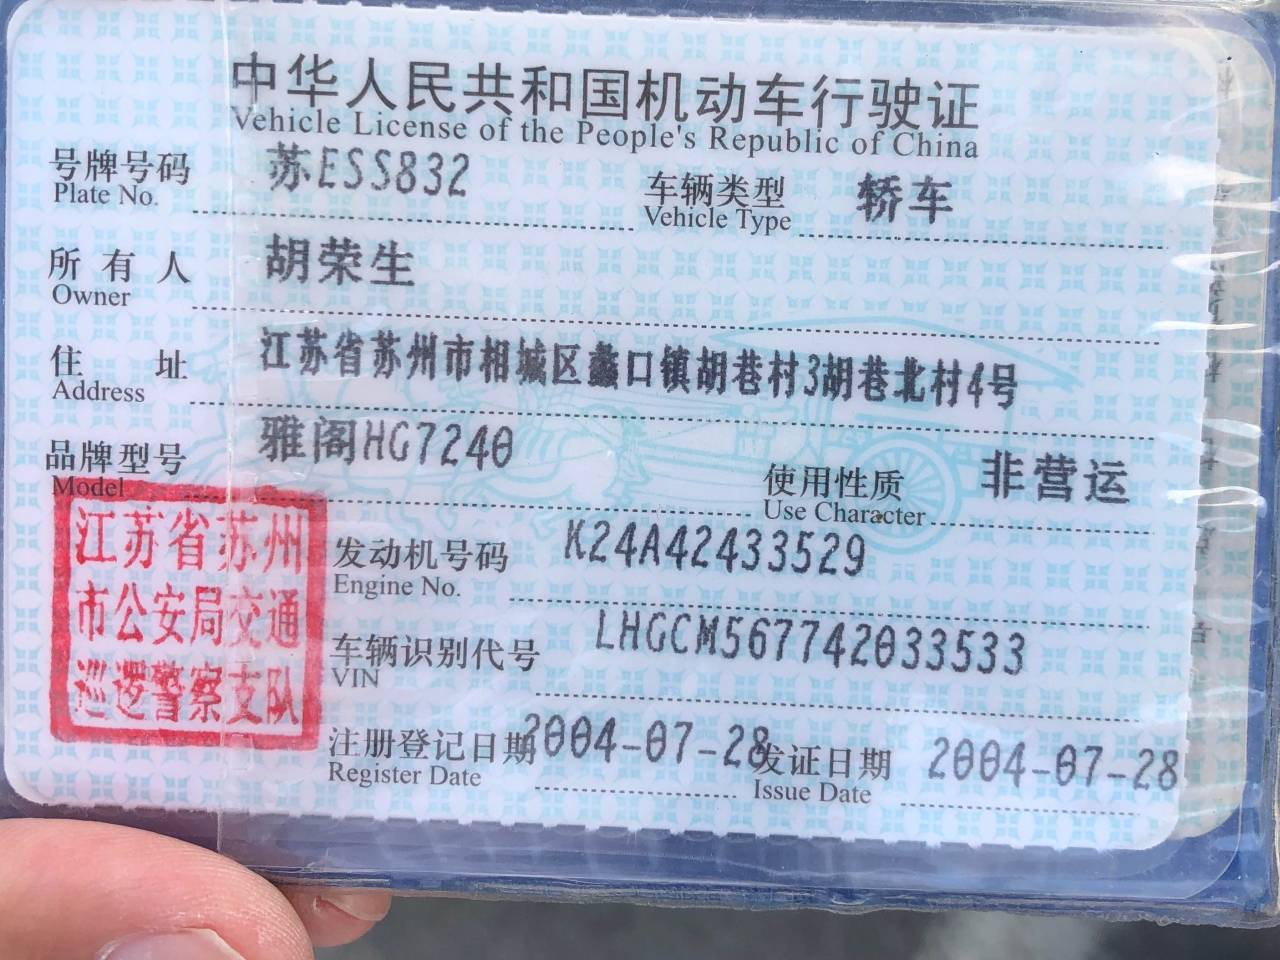 中华人民共和国机动车行驶证
Vehicle License of the People's Republic of China
号牌号码 苏ESS832 车辆类型 轿车
Plate No. Vehicle Type
所有人 胡荣生
Owner
住址 江苏省苏州市相城区蠡口镇胡巷村3胡巷北村4号
Address
品牌型号 雅阁HG7240 使用性质 非营运
Model Use Character
江苏省苏州
市公安局交通
巡逻警察支队
发动机号码 K24A42433529
Engine No.
车辆识别代号 LHGCM567742033533
VIN
注册登记日期 2004-07-28 发证日期 2004-07-28
Register Date Issue Date